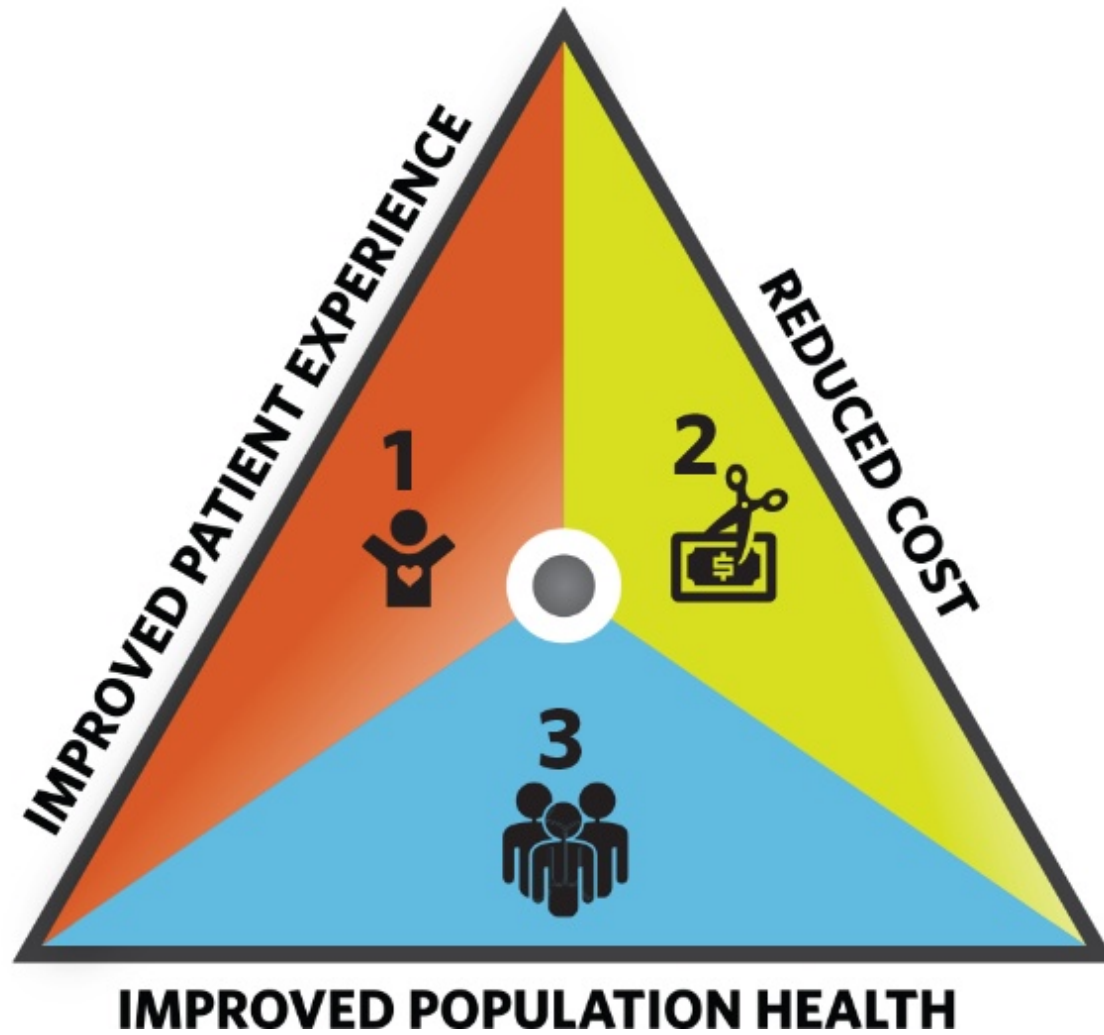 IMPROVED PATIENT EXPERIENCE
REDUCED COST
1
2
$
3
IMPROVED POPULATION HEALTH